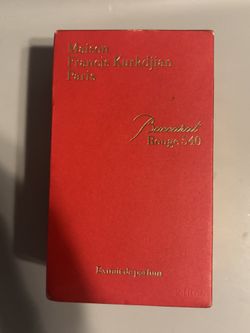 Maison
Francis Kurkdjian
Paris
Baccarat
Rouge 540
Extrait de parfum